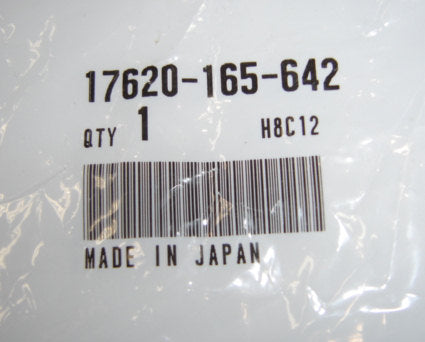 17620-165-642
QTY 1 H8C12
MADE IN JAPAN